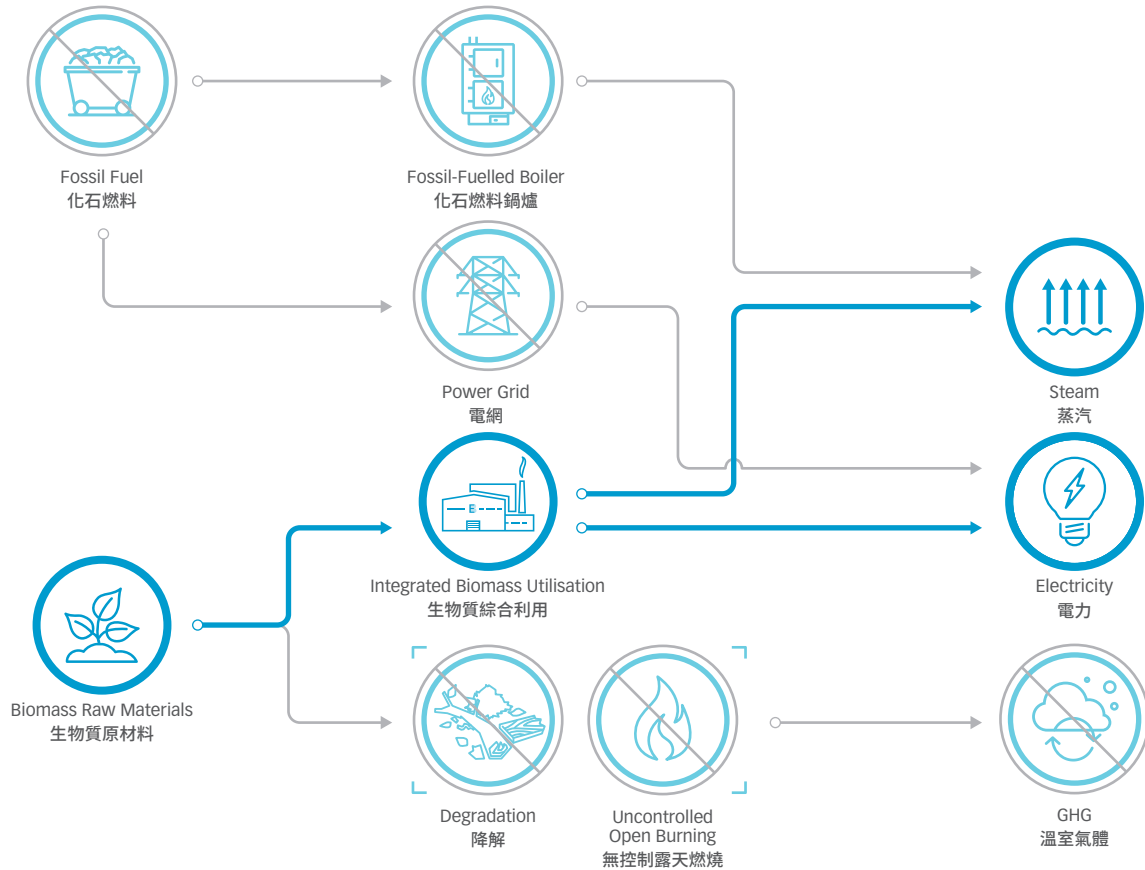 Fossil Fuel
化石燃料
Fossil-Fuelled Boiler
化石燃料鍋爐
Power Grid
電網
Steam
蒸汽
E
Integrated Biomass Utilisation
生物質綜合利用
Electricity
電力
Biomass Raw Materials
生物質原材料
Degradation
降解
Uncontrolled
Open Burning
無控制露天燃燒
GHG
溫室氣體